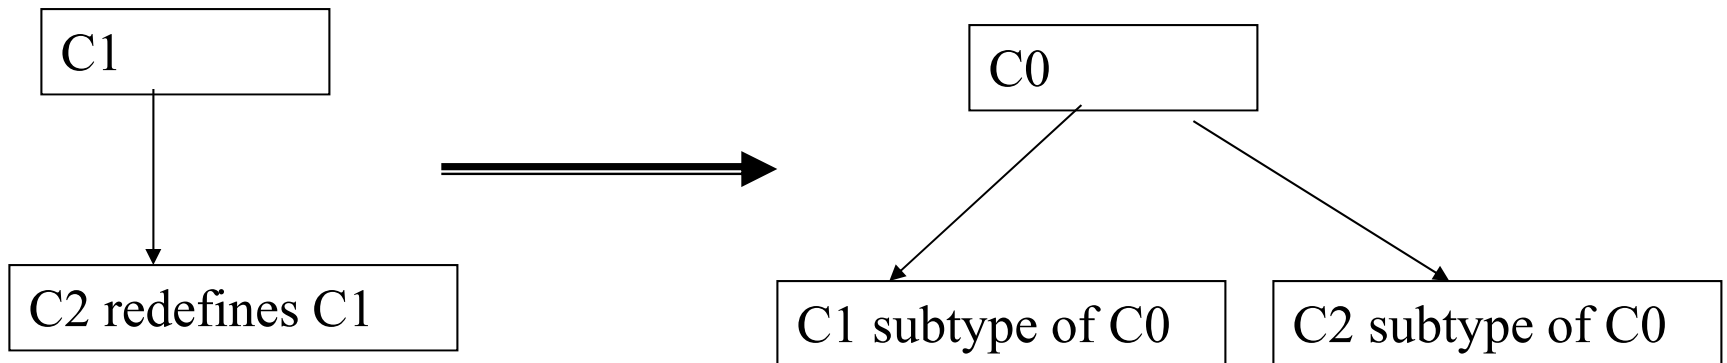 C1
C0
C2 redefines C1
C1 subtype of C0
C2 subtype of C0